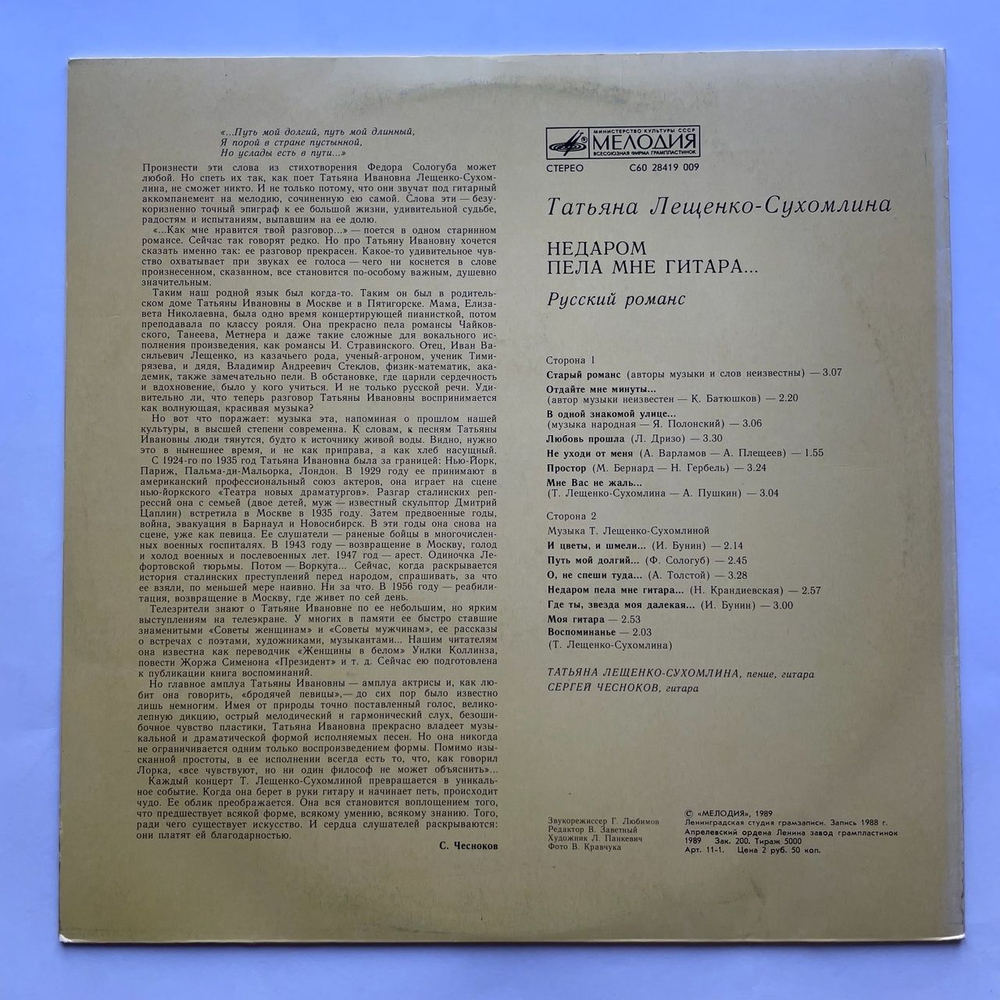 «...Путь мой долгий, путь мой длинный,
Я порой в стране пустынной,
Но услады есть в пути...»
Произнести эти слова из стихотворения Федора Сологуба может
любой. Но спеть их так, как поет Татьяна Ивановна Лещенко-Сухом-
лина, не сможет никто. И не только потому, что они звучат под гитарный
аккомпанемент на мелодию, сочиненную ею самой. Слова эти — безу-
коризненно точный эпиграф к ее большой жизни, удивительной судьбе,
радостям и испытаниям, выпавшим на ее долю.
«...Как мне нравится твой разговор...» — поется в одном старинном
романсе. Сейчас так говорят редко. Но про Татьяну Ивановну хочется
сказать именно так: ее разговор прекрасен. Какое-то удивительное чув-
ство охватывает при звуках ее голоса — чего ни коснется в слове
произнесенном, сказанном, все становится по-особому важным, душевно
значительным.
Таким наш родной язык был когда-то. Таким он был в родитель-
ском доме Татьяны Ивановны в Москве и в Пятигорске. Мама, Елиза-
вета Николаевна, была одно время концертирующей пианисткой, потом
преподавала по классу рояля. Она прекрасно пела романсы Чайков-
ского, Танеева, Метнера и даже такие сложные для вокального ис-
полнения произведения, как романсы И. Стравинского. Отец, Иван Ва-
сильевич Лещенко, из казачьего рода, ученый-агроном, ученик Тими-
рязева, и дядя, Владимир Андреевич Стеклов, физик-математик, ака-
демик, также замечательно пели. В обстановке, где царили сердечность
и вдохновение, было у кого учиться. И не только русской речи. Уди-
вительно ли, что теперь разговор Татьяны Ивановны воспринимается
как волнующая, красивая музыка?
Но вот что поражает: музыка эта, напоминая о прошлом нашей
культуры, в высшей степени современна. К словам, к песням Татьяны
Ивановны люди тянутся, будто к источнику живой воды. Видно, нужно
это в нынешнее время, и не как приправа, а как хлеб насущный.
С 1924-го по 1935 год Татьяна Ивановна была за границей: Нью-Йорк,
Париж, Пальма-ди-Мальорка, Лондон. В 1929 году ее принимают в
американский профессиональный союз актеров, она играет на сцене
нью-йоркского «Театра новых драматургов». Разгар сталинских реп-
рессий она с семьей (двое детей, муж — известный скульптор Дмитрий
Цаплин) встретила в Москве в 1935 году. Затем предвоенные годы,
война, эвакуация в Барнаул и Новосибирск. В эти годы она снова на
сцене, уже как певица. Ее слушатели — раненые бойцы в многочислен-
ных военных госпиталях. В 1943 году — возвращение в Москву, голод
и холод военных и послевоенных лет. 1947 год — арест. Одиночка Ле-
фортовской тюрьмы. Потом — Воркута... Сейчас, когда раскрывается
история сталинских преступлений перед народом, спрашивать, за что
ее взяли, по меньшей мере наивно. Ни за что. В 1956 году — реабили-
тация, возвращение в Москву, где живет по сей день.
Телезрители знают о Татьяне Ивановне по ее небольшим, но ярким
выступлениям на телеэкране. У многих в памяти ее быстро ставшие
знаменитыми «Советы женщинам» и «Советы мужчинам», ее рассказы
о встречах с поэтами, художниками, музыкантами... Нашим читателям
она известна как переводчик «Женщины в белом» Уилки Коллинза,
повести Жоржа Сименона «Президент» и т. д. Сейчас ею подготовлена
к публикации книга воспоминаний.
Но главное амплуа Татьяны Ивановны — амплуа актрисы и, как лю-
бит она говорить, «бродячей певицы»,— до сих пор было известно
лишь немногим. Имея от природы точно поставленный голос, велико-
лепную дикцию, острый мелодический и гармонический слух, безоши-
бочное чувство пластики, Татьяна Ивановна прекрасно владеет музы-
кальной и драматической формой исполняемых песен. Но она никогда
не ограничивается одним только воспроизведением формы. Помимо изы-
сканной простоты, в ее исполнении всегда есть то, что, как говорил
Лорка, «все чувствуют, но ни один философ не может объяснить»...
Каждый концерт Т. Лещенко-Сухомлиной превращается в уникаль-
ное событие. Когда она берет в руки гитару и начинает петь, происходит
чудо. Ее облик преображается. Она вся становится воплощением того,
что предшествует всякой форме, всякому умению, всякому знанию. Того,
ради чего существует искусство. И сердца слушателей раскрываются:
они платят ей благодарностью.
С. Чесноков
МИНИСТЕРСТВО КУЛЬТУРЫ СССР
МЕЛОДИЯ
ВСЕСОЮЗНАЯ ФИРМА ГРАМПЛАСТИНОК
СТЕРЕО С60 28419 009
Татьяна Лещенко-Сухомлина
НЕДАРОМ
ПЕЛА МНЕ ГИТАРА...
Русский романс
Сторона 1
Старый романс (авторы музыки и слов неизвестны) — 3.07
Отдайте мне минуты...
(автор музыки неизвестен — К. Батюшков) — 2.20
В одной знакомой улице...
(музыка народная — Я. Полонский) — 3.06
Любовь прошла (Л. Дризо) — 3.30
Не уходи от меня (А. Варламов — А. Плещеев) — 1.55
Простор (М. Бернард — Н. Гербель) — 3.24
Мне Вас не жаль...
(Т. Лещенко-Сухомлина — А. Пушкин) — 3.04
Сторона 2
Музыка Т. Лещенко-Сухомлиной
И цветы, и шмели... (И. Бунин) — 2.14
Путь мой долгий... (Ф. Сологуб) — 2.45
О, не спеши туда... (А. Толстой) — 3.28
Недаром пела мне гитара... (Н. Крандиевская) — 2.57
Где ты, звезда моя далекая... (И. Бунин) — 3.00
Моя гитара — 2.53
Воспоминанье — 2.03
(Т. Лещенко-Сухомлина)
ТАТЬЯНА ЛЕЩЕНКО-СУХОМЛИНА, пение, гитара
СЕРГЕЙ ЧЕСНОКОВ, гитара
Звукорежиссер Г. Любимов
Редактор В. Заветный
Художник Л. Панкевич
Фото В. Кравчука
© «МЕЛОДИЯ», 1989
Ленинградская студия грамзаписи. Запись 1988 г.
Апрелевский ордена Ленина завод грампластинок
1989 Зак. 200. Тираж 5000
Арт. 11-1. Цена 2 руб. 50 коп.